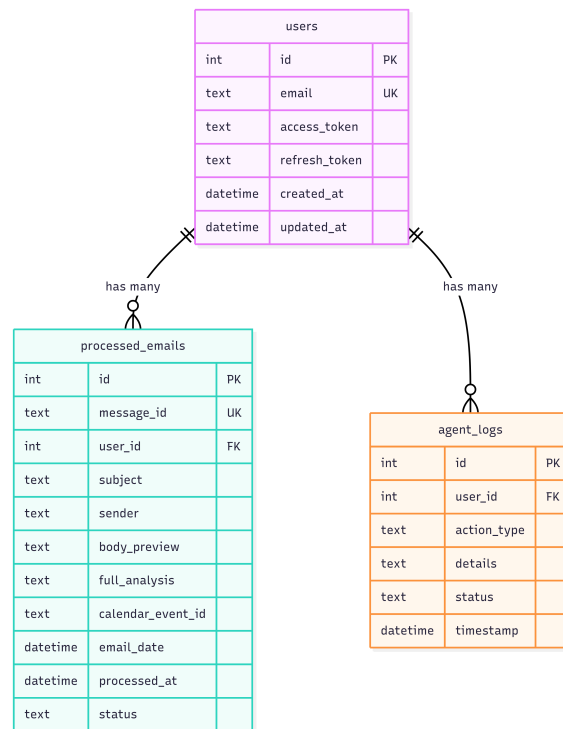 users
int id PK
text email UK
text access_token
text refresh_token
datetime created_at
datetime updated_at
has many
has many
processed_emails
int id PK
text message_id UK
int user_id FK
text subject
text sender
text body_preview
text full_analysis
text calendar_event_id
datetime email_date
datetime processed_at
text status
agent_logs
int id PK
int user_id FK
text action_type
text details
text status
datetime timestamp